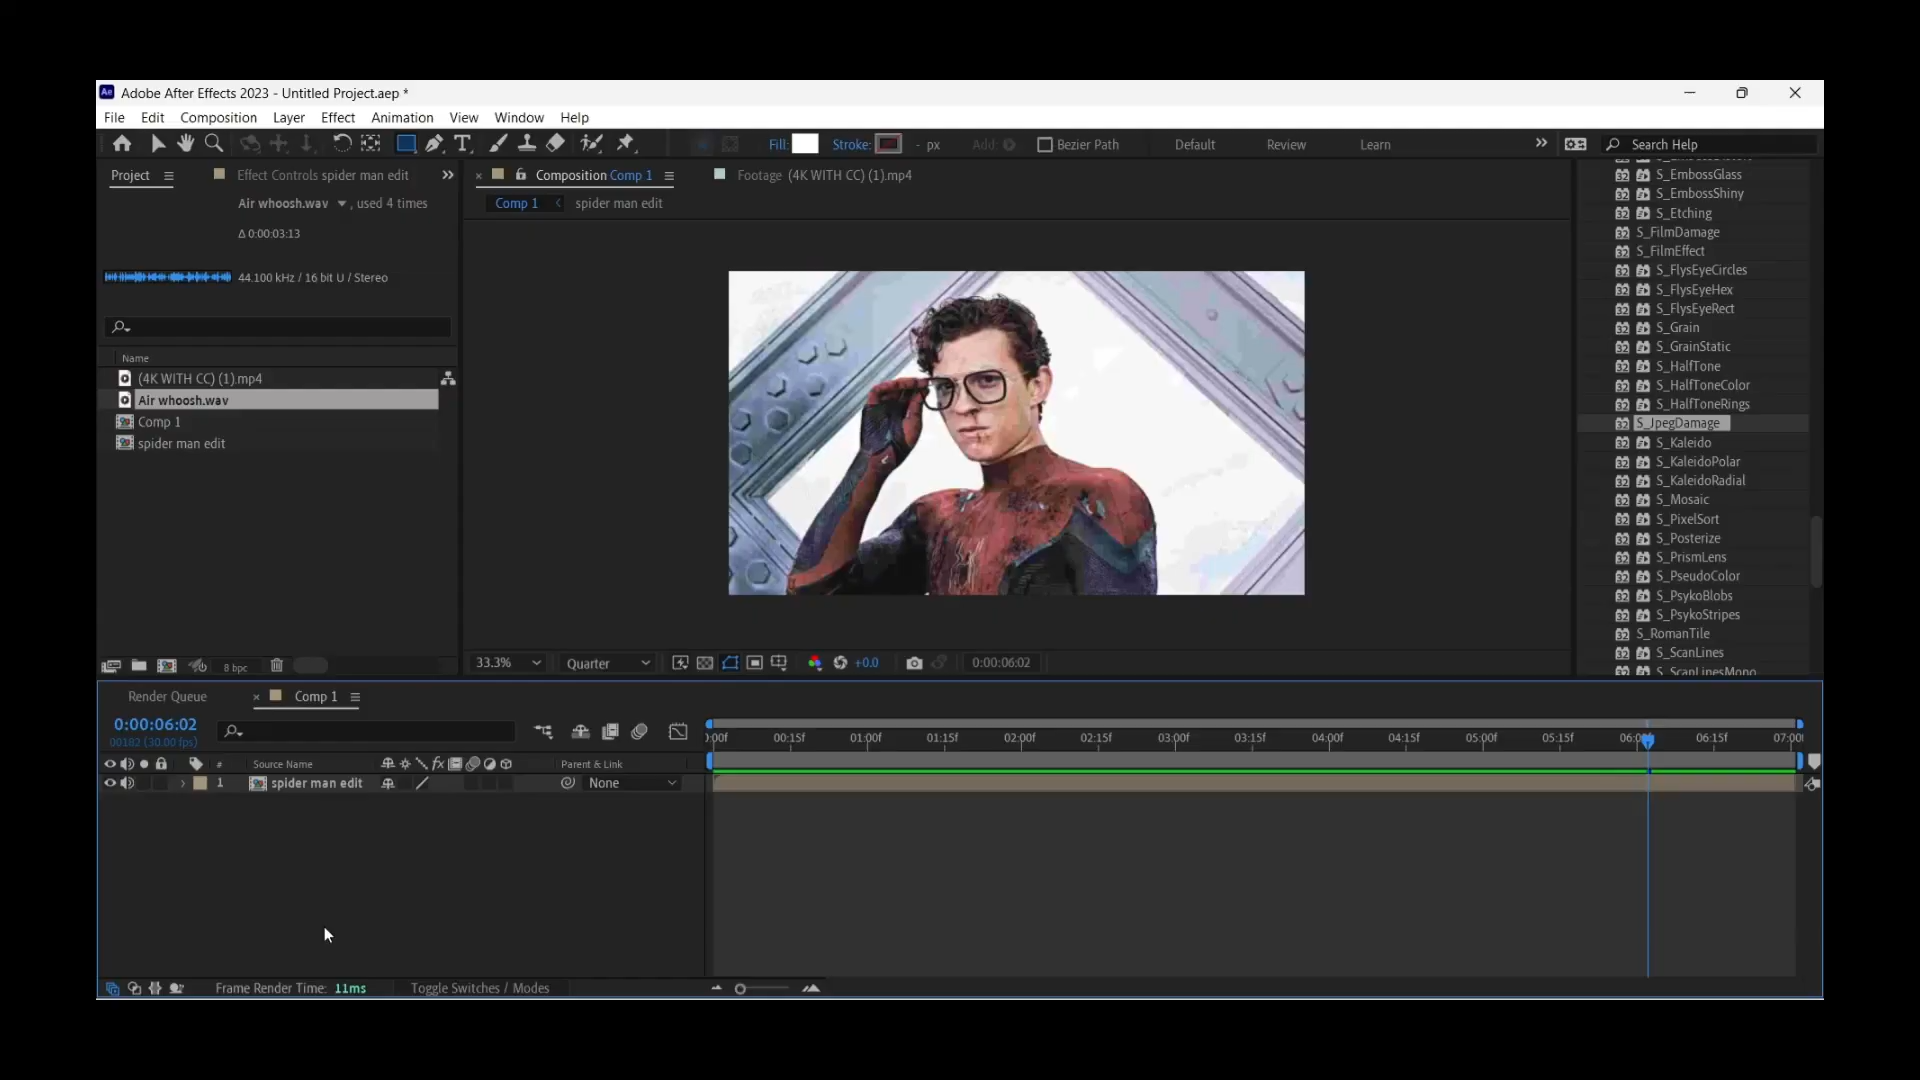 Adobe After Effects 2023 - Untitled Project.aep *
File Edit Composition Layer Effect Animation View Window Help
Fill: Stroke: - px Add: Bezier Path Default Review Learn Search Help
Project Effect Controls spider man edit
Air whoosh.wav , used 4 times
Δ 0:00:03:13
44.100 kHz / 16 bit U / Stereo
Name
(4K WITH CC) (1).mp4
Air whoosh.wav
Comp 1
spider man edit
8 bpc
Composition Comp 1 Footage (4K WITH CC) (1).mp4
Comp 1 spider man edit
33.3% Quarter +0.0 0:00:06:02
S_EmbossGlass
S_EmbossShiny
S_Etching
S_FilmDamage
S_FilmEffect
S_FlysEyeCircles
S_FlysEyeHex
S_FlysEyeRect
S_Grain
S_GrainStatic
S_HalfTone
S_HalfToneColor
S_HalfToneRings
S_JpegDamage
S_Kaleido
S_KaleidoPolar
S_KaleidoRadial
S_Mosaic
S_PixelSort
S_Posterize
S_PrismLens
S_PseudoColor
S_PsykoBlobs
S_PsykoStripes
S_RomanTile
S_ScanLines
S_ScanLinesMono
Render Queue Comp 1
0:00:06:02
00182 (30.00 fps)
):00f 00:15f 01:00f 01:15f 02:00f 02:15f 03:00f 03:15f 04:00f 04:15f 05:00f 05:15f 06:15f 07:00
# Source Name Parent & Link
1 spider man edit None
Frame Render Time: 11ms Toggle Switches / Modes